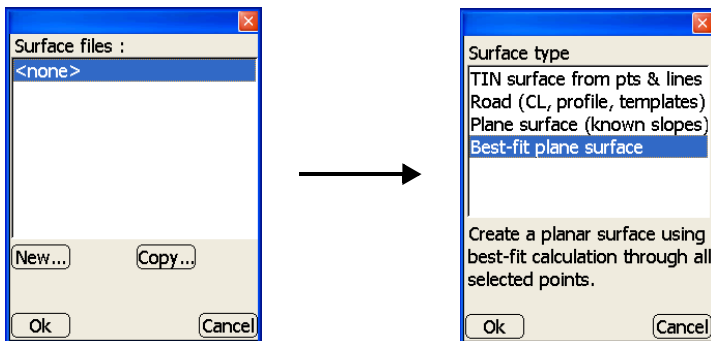 Surface files :
<none>
New...
Copy...
Ok
Cancel
Surface type
TIN surface from pts & lines
Road (CL, profile, templates)
Plane surface (known slopes)
Best-fit plane surface
Create a planar surface using
best-fit calculation through all
selected points.
Ok
Cancel